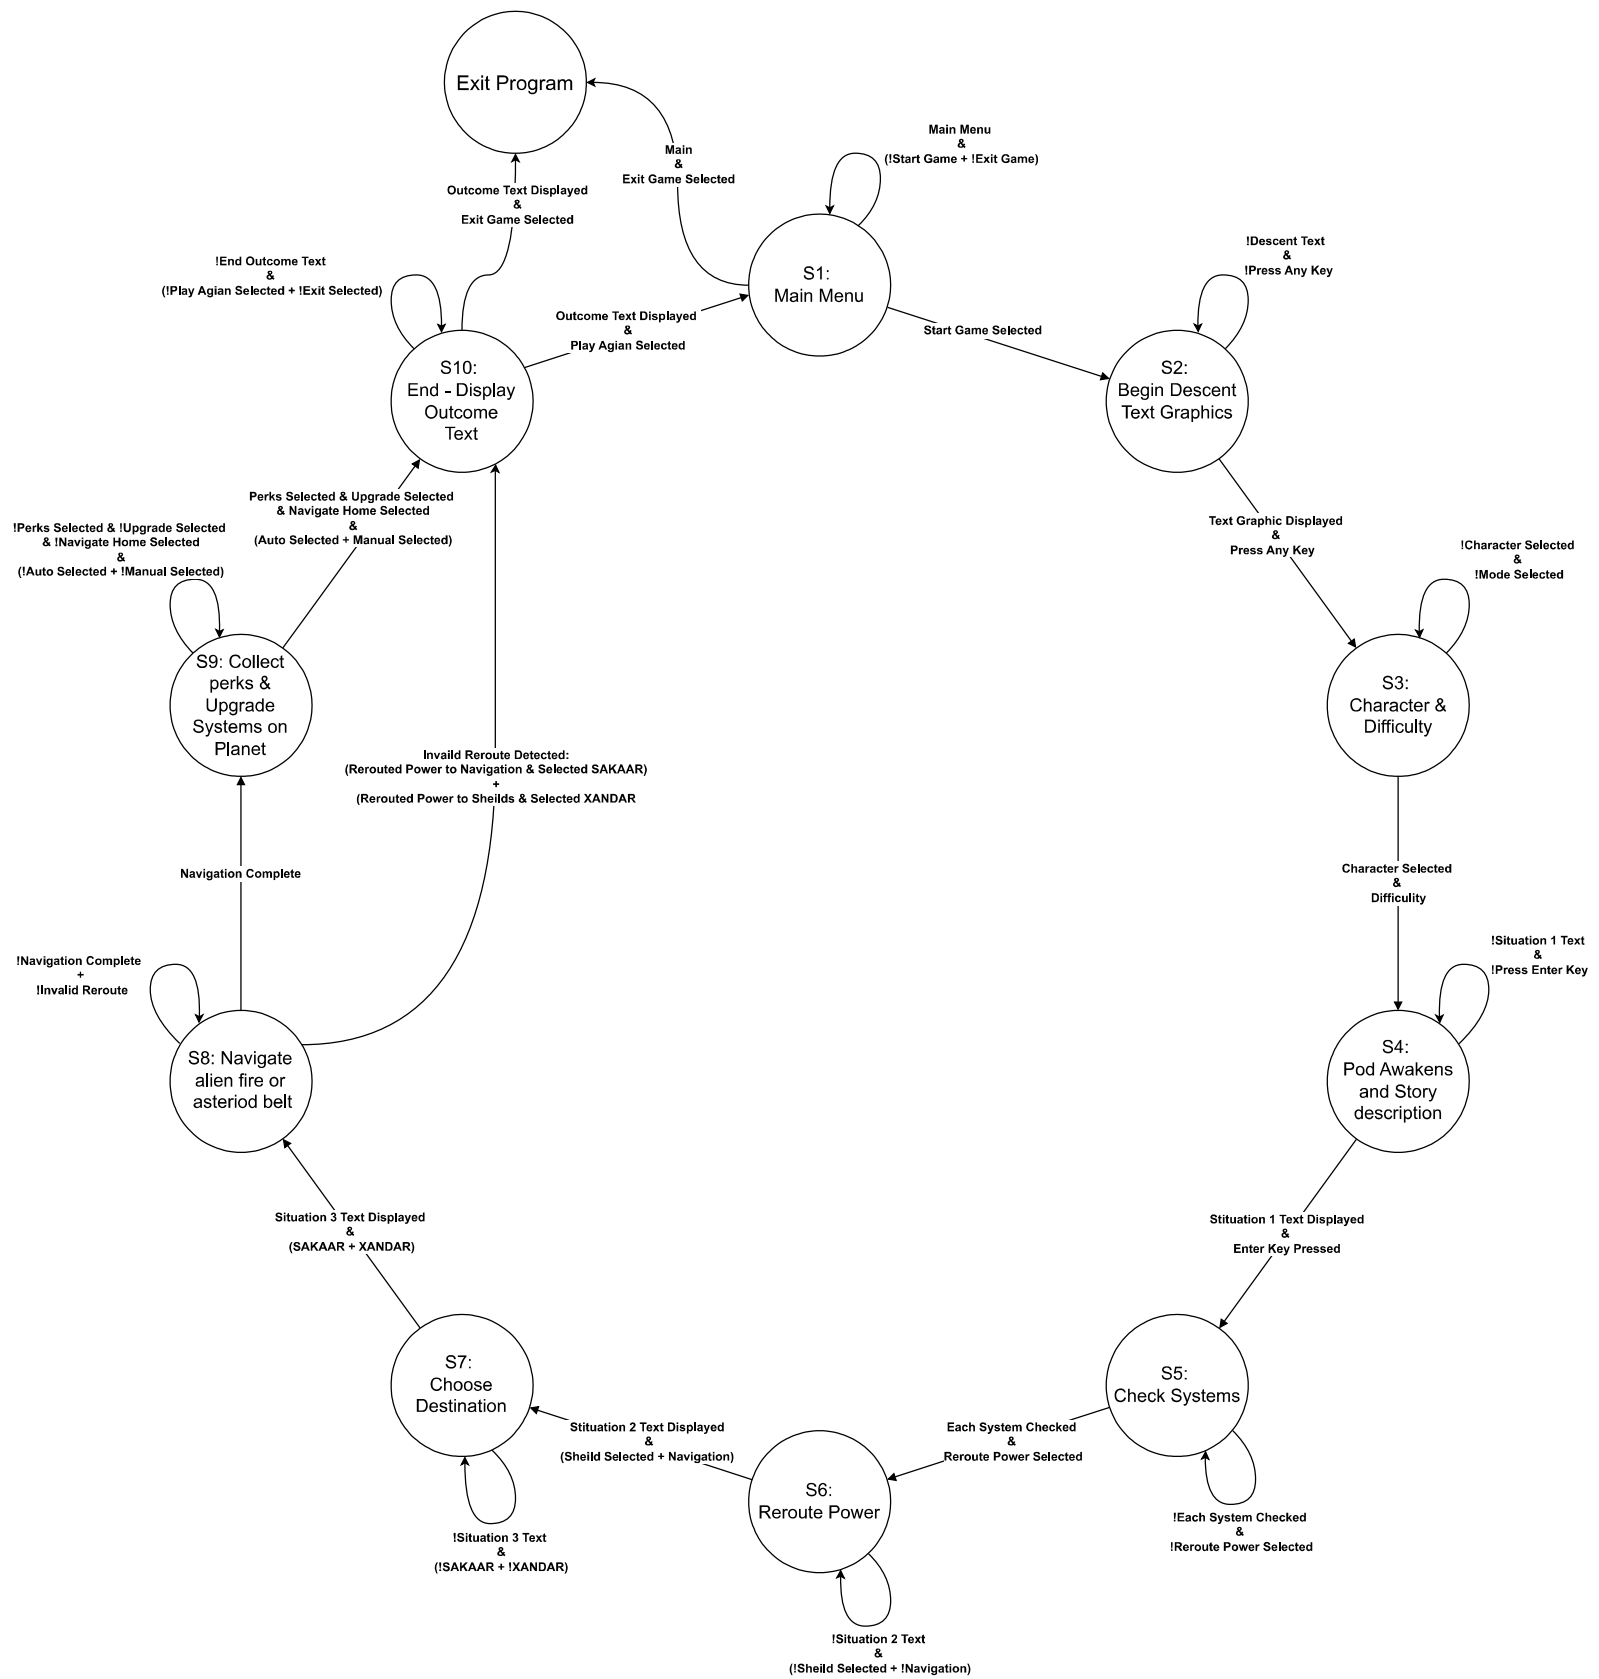 Exit Program
Main
&
Exit Game Selected
Main Menu
&
(!Start Game + !Exit Game)
Outcome Text Displayed
&
Exit Game Selected
S1:
Main Menu
!Descent Text
&
!Press Any Key
!End Outcome Text
&
(!Play Agian Selected + !Exit Selected)
Outcome Text Displayed
&
Play Agian Selected
Start Game Selected
S10:
End - Display
Outcome
Text
S2:
Begin Descent
Text Graphics
Perks Selected & Upgrade Selected
& Navigate Home Selected
&
(Auto Selected + Manual Selected)
!Perks Selected & !Upgrade Selected
& !Navigate Home Selected
&
(!Auto Selected + !Manual Selected)
Text Graphic Displayed
&
Press Any Key
!Character Selected
&
!Mode Selected
S9: Collect
perks &
Upgrade
Systems on
Planet
S3:
Character &
Difficulty
Invaild Reroute Detected:
(Rerouted Power to Navigation & Selected SAKAAR)
+
(Rerouted Power to Sheilds & Selected XANDAR
Navigation Complete
Character Selected
&
Difficulity
!Navigation Complete
+
!Invalid Reroute
!Situation 1 Text
&
!Press Enter Key
S8: Navigate
alien fire or
asteriod belt
S4:
Pod Awakens
and Story
description
Situation 3 Text Displayed
&
(SAKAAR + XANDAR)
Stituation 1 Text Displayed
&
Enter Key Pressed
S7:
Choose
Destination
S5:
Check Systems
Stituation 2 Text Displayed
&
(Sheild Selected + Navigation)
Each System Checked
&
Reroute Power Selected
S6:
Reroute Power
!Situation 3 Text
&
(!SAKAAR + !XANDAR)
!Each System Checked
&
!Reroute Power Selected
!Situation 2 Text
&
(!Sheild Selected + !Navigation)